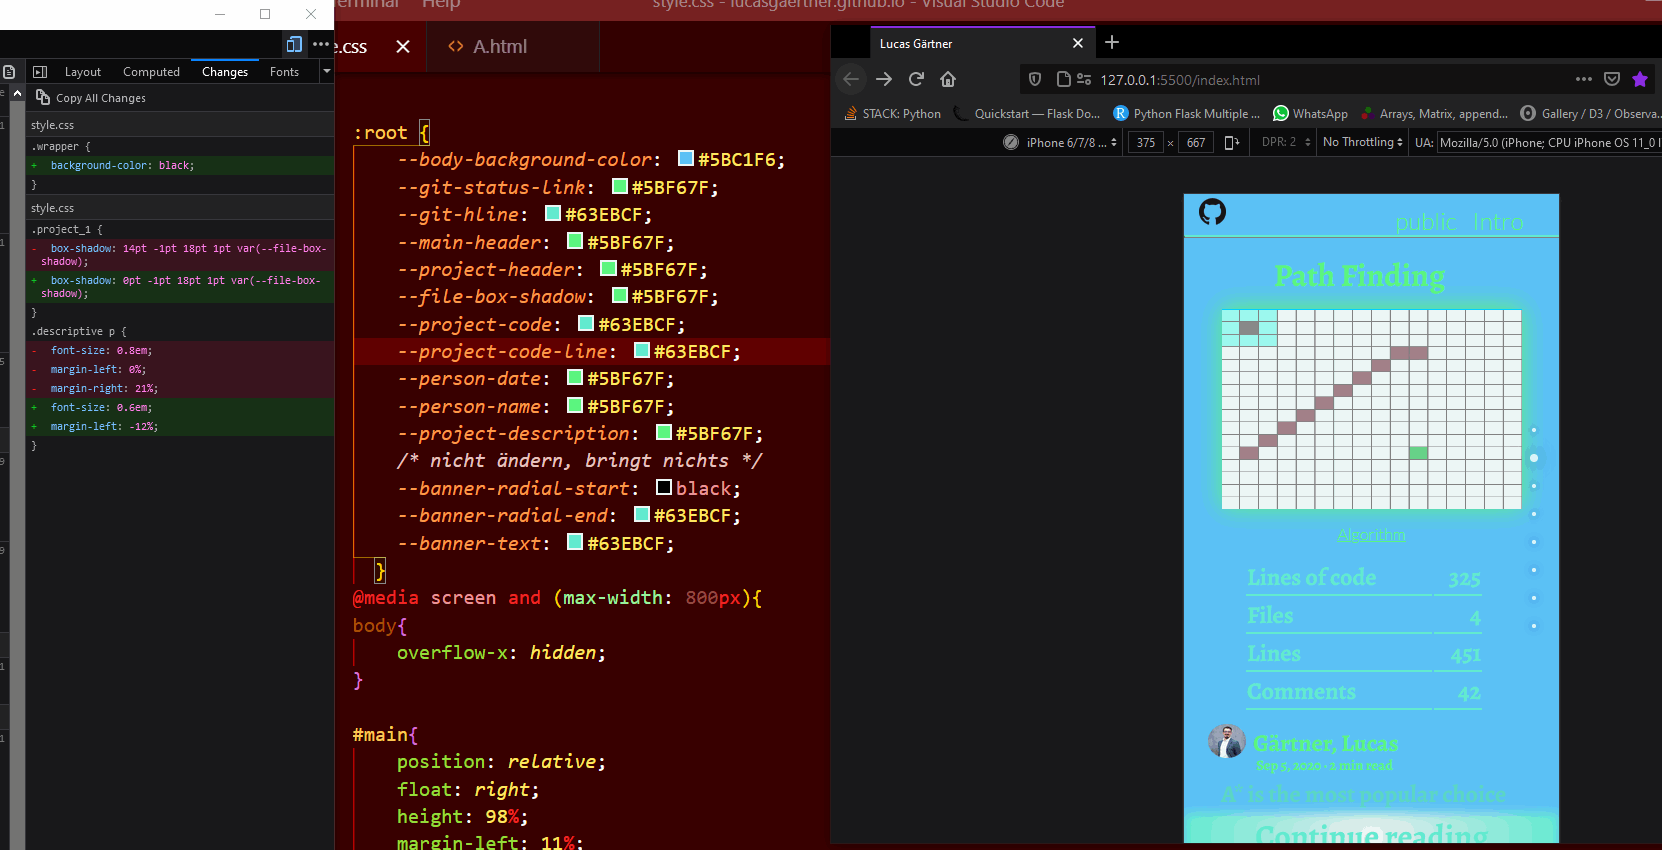 Terminal Help
style.css - lucasgaertner.github.io - Visual Studio Code
Layout Computed Changes Fonts
Copy All Changes
style.css
.wrapper {
+ background-color: black;
}
style.css
.project_1 {
- box-shadow: 14pt -1pt 18pt 1pt var(--file-box-
shadow);
+ box-shadow: 0pt -1pt 18pt 1pt var(--file-box-
shadow);
}
.descriptive p {
- font-size: 0.8em;
- margin-left: 0%;
- margin-right: 21%;
+ font-size: 0.6em;
+ margin-left: -12%;
}
e.css × <> A.html
:root {
--body-background-color: #5BC1F6;
--git-status-link: #5BF67F;
--git-hline: #63EBCF;
--main-header: #5BF67F;
--project-header: #5BF67F;
--file-box-shadow: #5BF67F;
--project-code: #63EBCF;
--project-code-line: #63EBCF;
--person-date: #5BF67F;
--person-name: #5BF67F;
--project-description: #5BF67F;
/* nicht ändern, bringt nichts */
--banner-radial-start: black;
--banner-radial-end: #63EBCF;
--banner-text: #63EBCF;
}
@media screen and (max-width: 800px){
body{
overflow-x: hidden;
}
#main{
position: relative;
float: right;
height: 98%;
margin-left: 11%;
Lucas Gärtner
127.0.0.1:5500/index.html
STACK: Python Quickstart — Flask Do... Python Flask Multiple ... WhatsApp Arrays, Matrix, append... Gallery / D3 / Observa...
iPhone 6/7/8 ... 375 × 667 DPR: 2 No Throttling UA: Mozilla/5.0 (iPhone; CPU iPhone OS 11_0 l
public Intro
Path Finding
Algorithm
Lines of code 325
Files 4
Lines 451
Comments 42
Gärtner, Lucas
Sep 5, 2020 · 2 min read
A* is the most popular choice
Continue reading